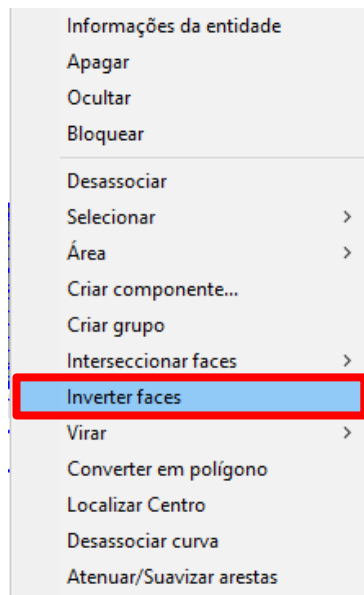 Informações da entidade
Apagar
Ocultar
Bloquear
Desassociar
Selecionar
Área
Criar componente...
Criar grupo
Interseccionar faces
Inverter faces
Virar
Converter em polígono
Localizar Centro
Desassociar curva
Atenuar/Suavizar arestas